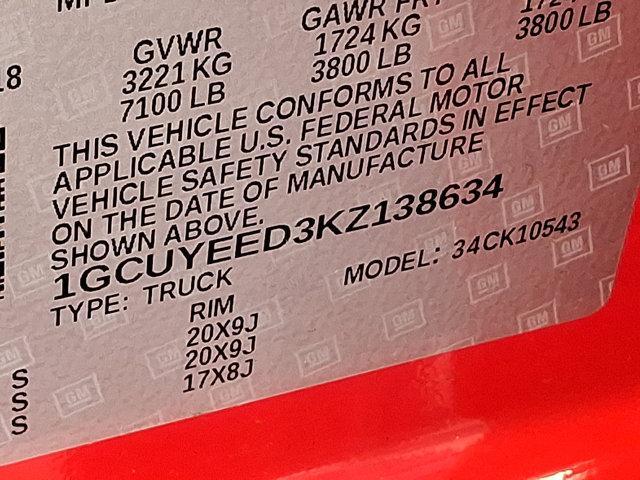 GVWR
GAWR
3221 KG
1724 KG
7100 LB
3800 LB
3800 LB
THIS VEHICLE CONFORMS TO ALL
APPLICABLE U.S. FEDERAL MOTOR
VEHICLE SAFETY STANDARDS IN EFFECT
ON THE DATE OF MANUFACTURE
SHOWN ABOVE.
1GCUYEED3KZ138634
TYPE: TRUCK
MODEL: 34CK10543
RIM
20X9J
20X9J
17X8J
S
S
S
GM